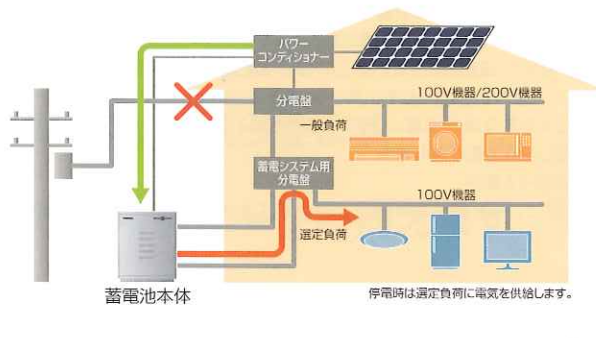 パワー
コンディショナー
分電盤
100V機器/200V機器
一般負荷
蓄電システム用
分電盤
100V機器
選定負荷
蓄電池本体
停電時は選定負荷に電気を供給します。